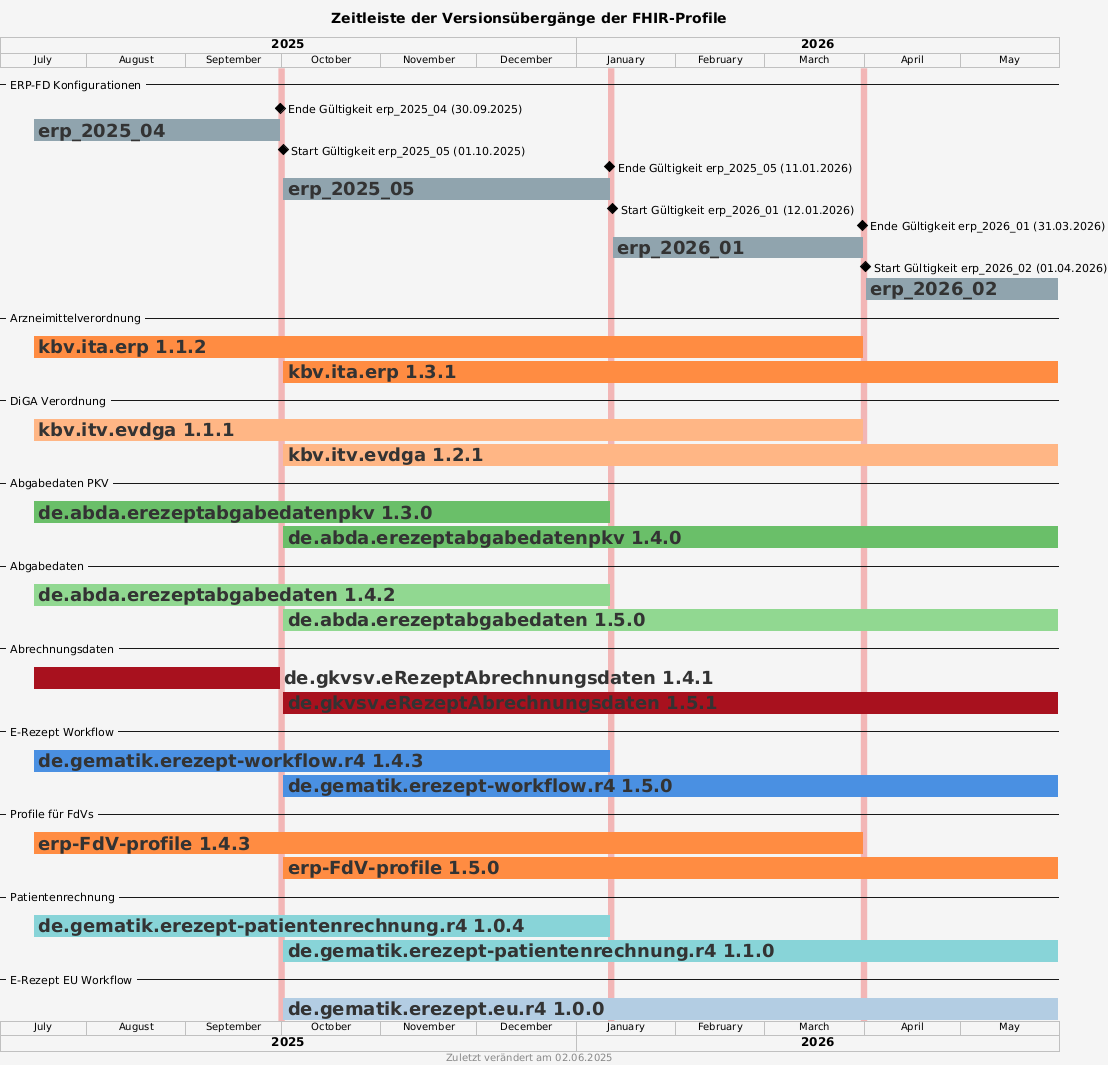 Zeitleiste der Versionsübergänge der FHIR-Profile
2025 2026
July August September October November December January February March April May
ERP-FD Konfigurationen
Ende Gültigkeit erp_2025_04 (30.09.2025)
erp_2025_04
Start Gültigkeit erp_2025_05 (01.10.2025)
Ende Gültigkeit erp_2025_05 (11.01.2026)
erp_2025_05
Start Gültigkeit erp_2026_01 (12.01.2026)
Ende Gültigkeit erp_2026_01 (31.03.2026)
erp_2026_01
Start Gültigkeit erp_2026_02 (01.04.2026)
erp_2026_02
Arzneimittelverordnung
kbv.ita.erp 1.1.2
kbv.ita.erp 1.3.1
DiGA Verordnung
kbv.itv.evdga 1.1.1
kbv.itv.evdga 1.2.1
Abgabedaten PKV
de.abda.erezeptabgabedatenpkv 1.3.0
de.abda.erezeptabgabedatenpkv 1.4.0
Abgabedaten
de.abda.erezeptabgabedaten 1.4.2
de.abda.erezeptabgabedaten 1.5.0
Abrechnungsdaten
de.gkvsv.eRezeptAbrechnungsdaten 1.4.1
de.gkvsv.eRezeptAbrechnungsdaten 1.5.1
E-Rezept Workflow
de.gematik.erezept-workflow.r4 1.4.3
de.gematik.erezept-workflow.r4 1.5.0
Profile für FdVs
erp-FdV-profile 1.4.3
erp-FdV-profile 1.5.0
Patientenrechnung
de.gematik.erezept-patientenrechnung.r4 1.0.4
de.gematik.erezept-patientenrechnung.r4 1.1.0
E-Rezept EU Workflow
de.gematik.erezept.eu.r4 1.0.0
July August September October November December January February March April May
2025 2026
Zuletzt verändert am 02.06.2025